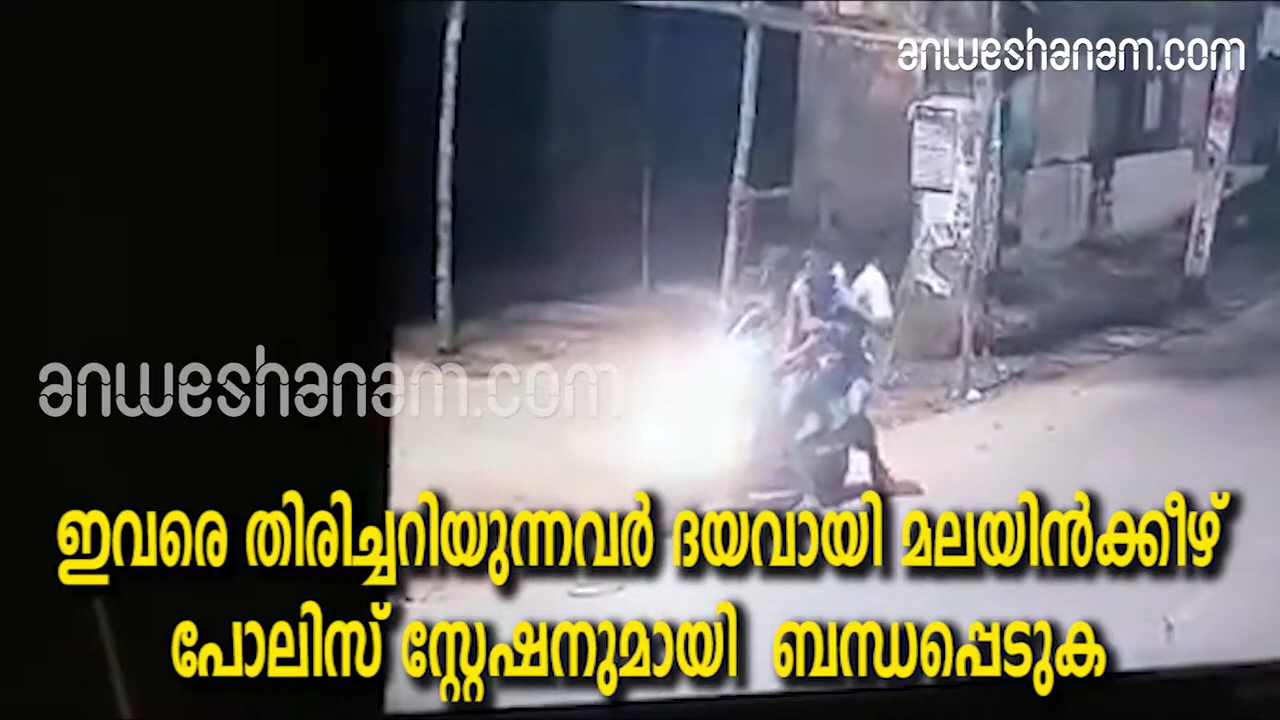 anweshanam.com
anweshanam.com
ഇവരെ തിരിച്ചറിയുന്നവർ ദയവായി മലയിൻക്കീഴ്
പോലിസ് സ്റ്റേഷനുമായി ബന്ധപ്പെടുക